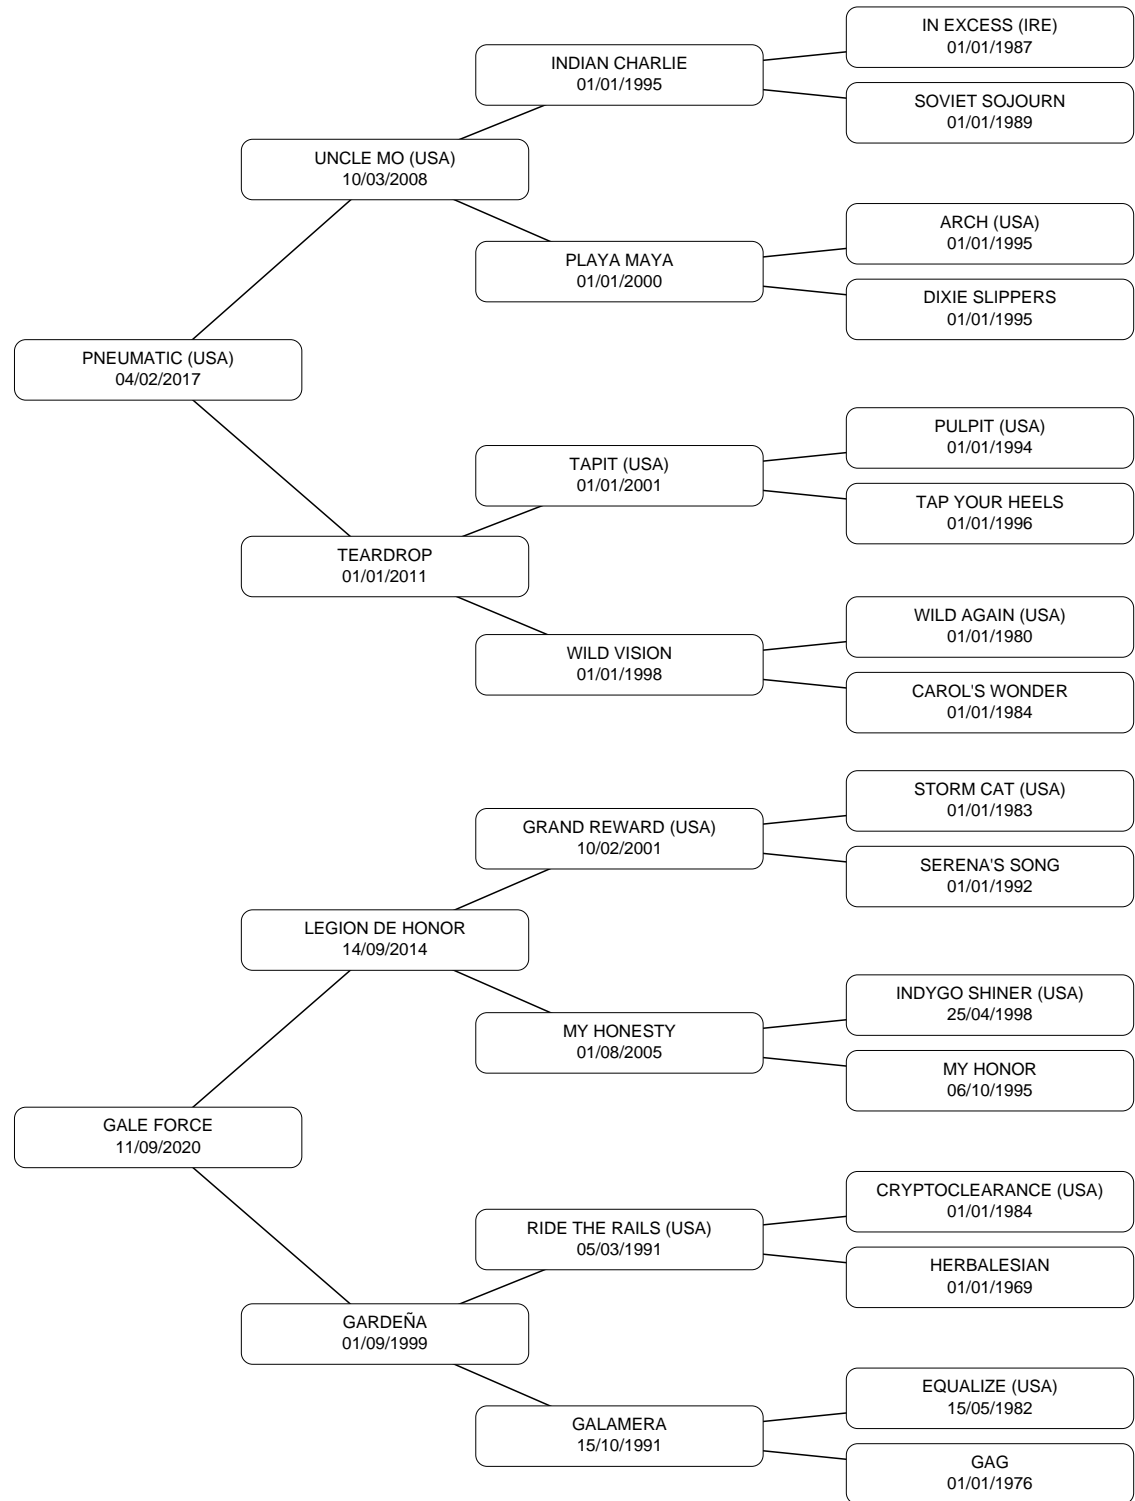 IN EXCESS (IRE)
01/01/1987
INDIAN CHARLIE
01/01/1995
SOVIET SOJOURN
01/01/1989
UNCLE MO (USA)
10/03/2008
ARCH (USA)
01/01/1995
PLAYA MAYA
01/01/2000
DIXIE SLIPPERS
01/01/1995
PNEUMATIC (USA)
04/02/2017
PULPIT (USA)
01/01/1994
TAPIT (USA)
01/01/2001
TAP YOUR HEELS
01/01/1996
TEARDROP
01/01/2011
WILD AGAIN (USA)
01/01/1980
WILD VISION
01/01/1998
CAROL'S WONDER
01/01/1984
STORM CAT (USA)
01/01/1983
GRAND REWARD (USA)
10/02/2001
SERENA'S SONG
01/01/1992
LEGION DE HONOR
14/09/2014
INDYGO SHINER (USA)
25/04/1998
MY HONESTY
01/08/2005
MY HONOR
06/10/1995
GALE FORCE
11/09/2020
CRYPTOCLEARANCE (USA)
01/01/1984
RIDE THE RAILS (USA)
05/03/1991
HERBALESIAN
01/01/1969
GARDEÑA
01/09/1999
EQUALIZE (USA)
15/05/1982
GALAMERA
15/10/1991
GAG
01/01/1976